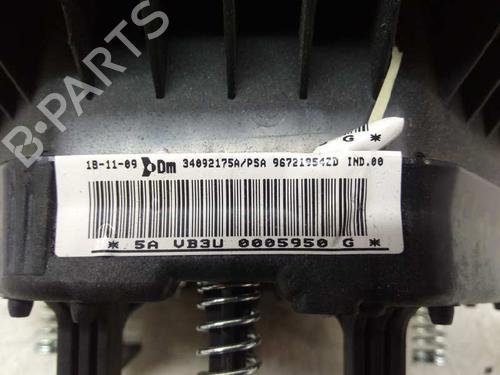 B-PARTS
18-11-09 Dm 34092175A/PSA 96721954ZD IND.00
* 5A VB3U 0005950 G *
G *